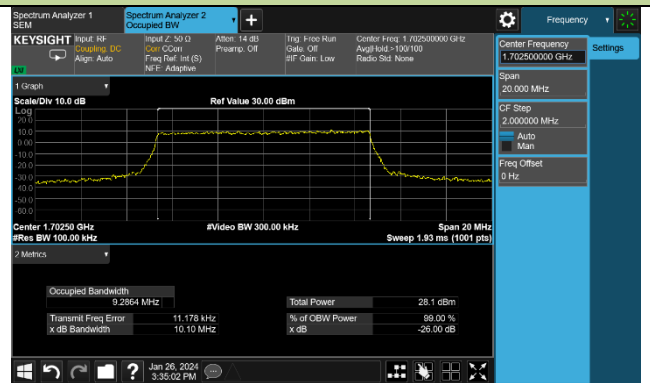 Spectrum Analyzer 1
SEM
Spectrum Analyzer 2
Occupied BW
Frequency
KEYSIGHT
Input: RF
Coupling: DC
Align: Auto
Input Z: 50 Ω
Corr CCorr
Freq Ref: Int (S)
NFE: Adaptive
Atten: 14 dB
Preamp: Off
Trig: Free Run
Gate: Off
#IF Gain: Low
Center Freq: 1.702500000 GHz
Avg|Hold:>100/100
Radio Std: None
LNI
Center Frequency
1.702500000 GHz
Settings
Span
20.000 MHz
CF Step
2.000000 MHz
Auto
Man
Freq Offset
0 Hz
1 Graph
Scale/Div 10.0 dB
Ref Value 30.00 dBm
Log
20.0
10.0
0.00
-10.0
-20.0
-30.0
-40.0
-50.0
-60.0
Center 1.70250 GHz
#Video BW 300.00 kHz
Span 20 MHz
#Res BW 100.00 kHz
Sweep 1.93 ms (1001 pts)
2 Metrics
Occupied Bandwidth
9.2864 MHz
Total Power
28.1 dBm
Transmit Freq Error
11.178 kHz
% of OBW Power
99.00 %
x dB Bandwidth
10.10 MHz
x dB
-26.00 dB
Jan 26, 2024
3:35:02 PM